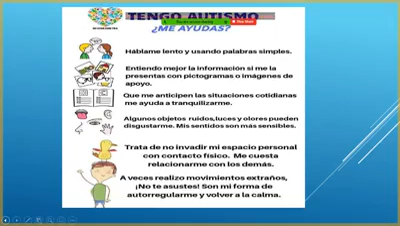 TENGO AUTISMO
¿ME AYUDAS?
Háblame lento y usando palabras simples.
Entiendo mejor la información si me la
presentas con pictogramas o imágenes de
apoyo.
Que me anticipen las situaciones cotidianas
me ayuda a tranquilizarme.
Algunos objetos ruidos,luces y olores pueden
disgustarme. Mis sentidos son más sensibles.
Trata de no invadir mi espacio personal
con contacto físico. Me cuesta
relacionarme con los demás.
A veces realizo movimientos extraños,
¡No te asustes! Son mi forma de
autorregularme y volver a la calma.